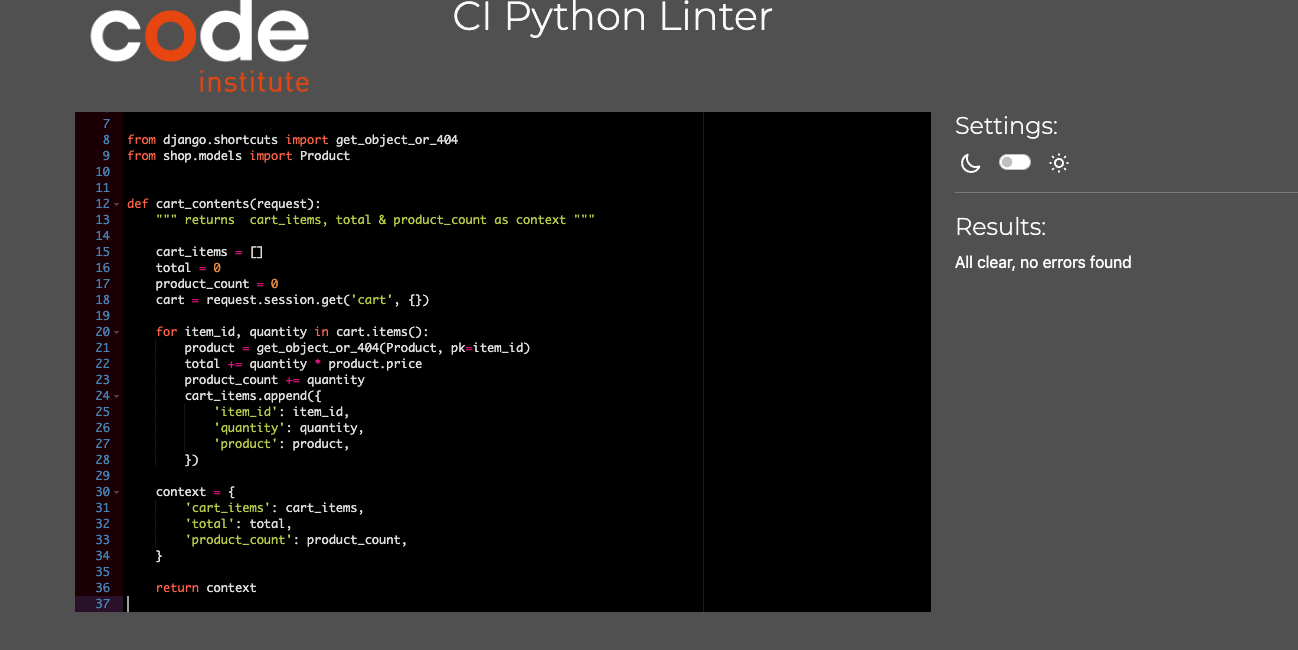 code
institute
CI Python Linter
7
8 from django.shortcuts import get_object_or_404
9 from shop.models import Product
10
11
12 def cart_contents(request):
13     """ returns  cart_items, total & product_count as context """
14
15     cart_items = []
16     total = 0
17     product_count = 0
18     cart = request.session.get('cart', {})
19
20     for item_id, quantity in cart.items():
21         product = get_object_or_404(Product, pk=item_id)
22         total += quantity * product.price
23         product_count += quantity
24         cart_items.append({
25             'item_id': item_id,
26             'quantity': quantity,
27             'product': product,
28         })
29
30     context = {
31         'cart_items': cart_items,
32         'total': total,
33         'product_count': product_count,
34     }
35
36     return context
37
Settings:
Results:
All clear, no errors found